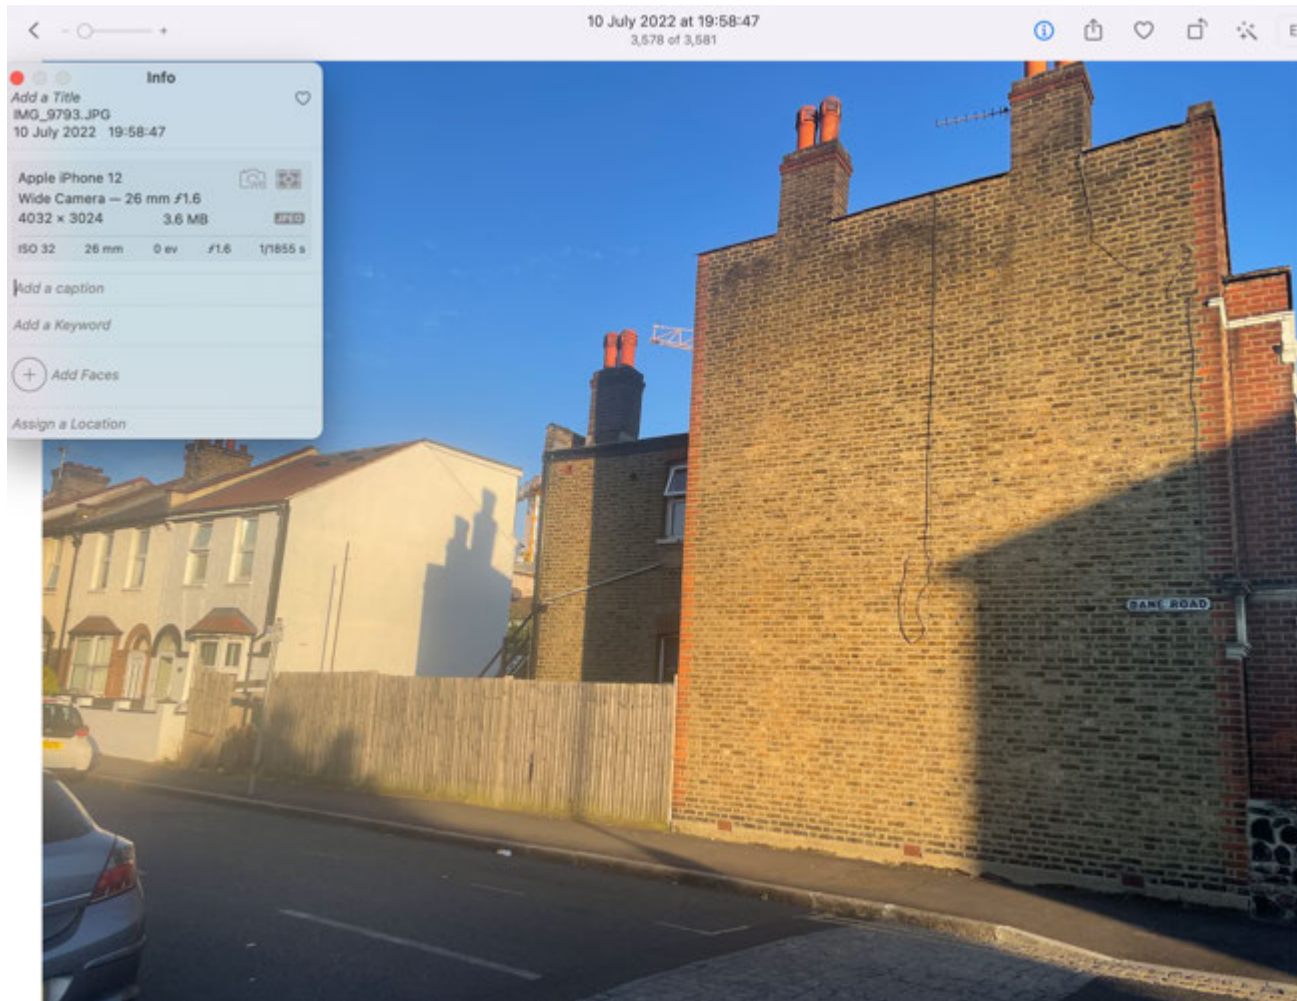 10 July 2022 at 19:58:47
3,578 of 3,581
Info
Add a Title
IMG_9793.JPG
10 July 2022 19:58:47
Apple iPhone 12
Wide Camera — 26 mm ƒ1.6
4032 × 3024 3.6 MB JPEG
ISO 32 26 mm 0 ev ƒ1.6 1/1855 s
Add a caption
Add a Keyword
Add Faces
Assign a Location
ROAD